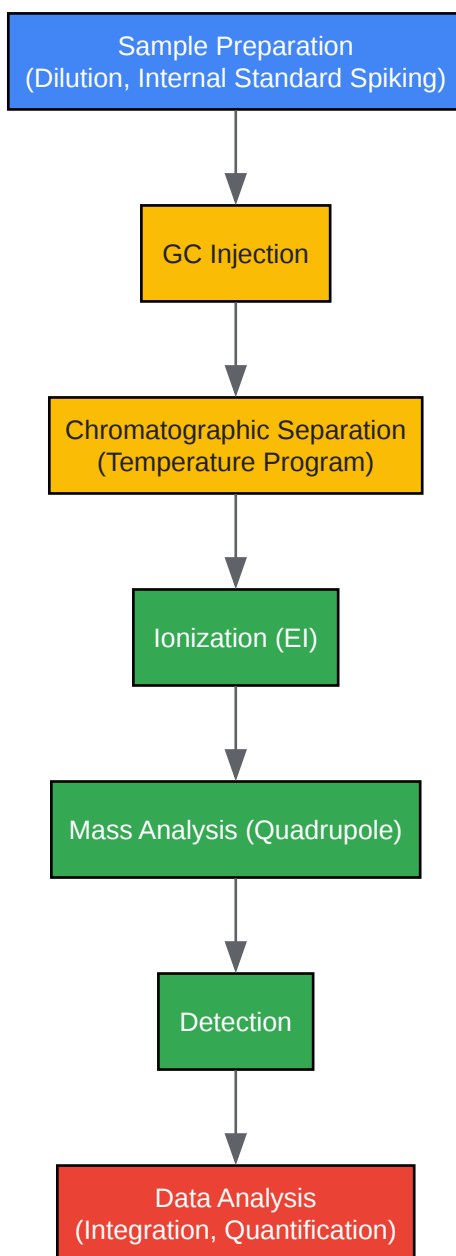 Sample Preparation
(Dilution, Internal Standard Spiking)
GC Injection
Chromatographic Separation
(Temperature Program)
Ionization (EI)
Mass Analysis (Quadrupole)
Detection
Data Analysis
(Integration, Quantification)